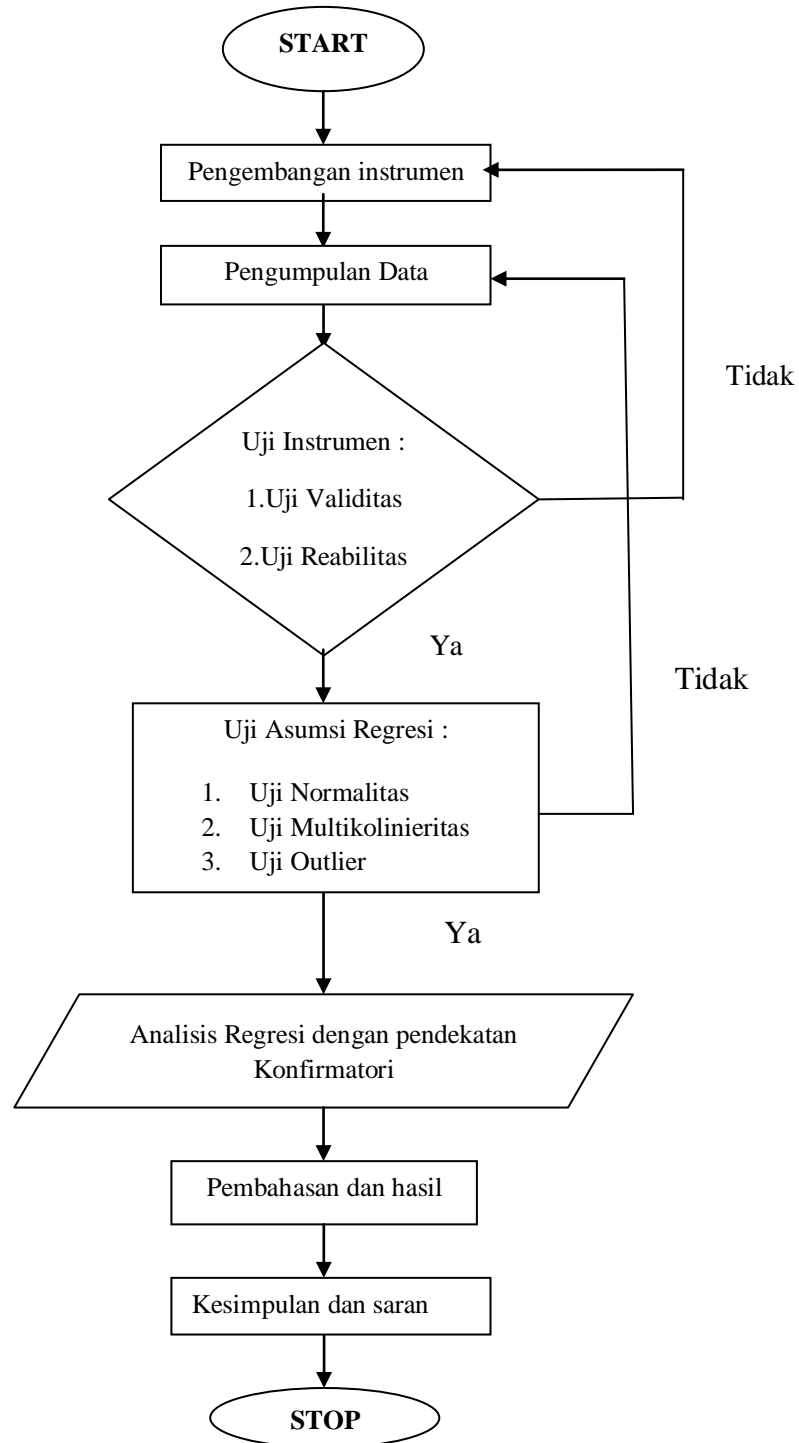 START
Pengembangan instrumen
Pengumpulan Data
Tidak
Uji Instrumen :
1.Uji Validitas
2.Uji Reabilitas
Ya
Tidak
Uji Asumsi Regresi :
1. Uji Normalitas
2. Uji Multikolinieritas
3. Uji Outlier
Ya
Analisis Regresi dengan pendekatan
Konfirmatori
Pembahasan dan hasil
Kesimpulan dan saran
STOP